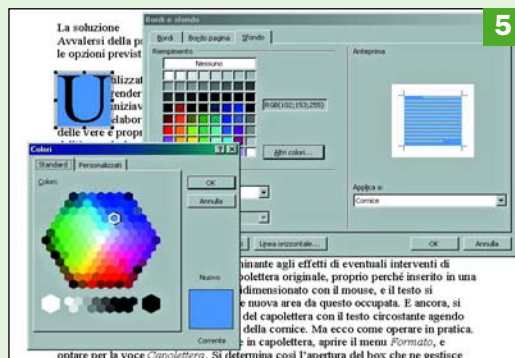 5
La soluzione
Avvalersi della
le opzioni previst
U
Bordi e sfondo
Bordi
Bordo pagina
Sfondo
Riempimento
Nessuno
RGB(102;153;255)
Altri colori...
Anteprima
Applica a:
Cornice
Linea orizzontale...
OK
Annulla
delle vere e
Colori
Standard
Personalizzati
Colori:
OK
Annulla
Nuovo
Corrente
minante agli effetti di eventuali interventi di
apolettera originale, proprio perché inserito in una
idimensionato con il mouse, e il testo si
e nuova area da questo occupata. E ancora, si
del capolettera con il testo circostante agendo
della cornice. Ma ecco come operare in pratica.
e in capolettera, aprire il menu Formato, e
optare per la voce Capolettera. Si determina così l'apertura del box che ne gestisce